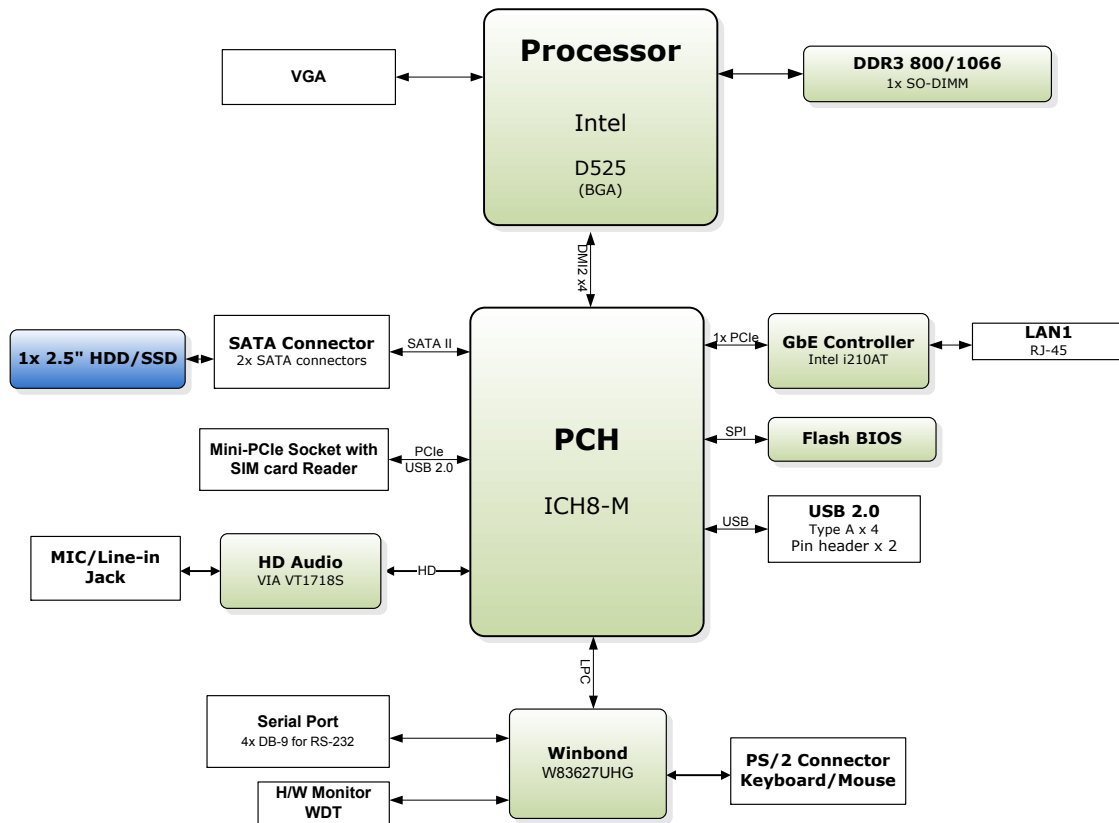 Processor
Intel
D525
(BGA)
VGA
DDR3 800/1066
1x SO-DIMM
DMI2 x4
1x 2.5" HDD/SSD
SATA Connector
2x SATA connectors
SATA II
1x PCIe
GbE Controller
Intel i210AT
LAN1
RJ-45
Mini-PCIe Socket with
SIM card Reader
PCIe
USB 2.0
PCH
ICH8-M
SPI
Flash BIOS
USB
USB 2.0
Type A x 4
Pin header x 2
MIC/Line-in
Jack
HD Audio
VIA VT1718S
HD
LPC
Serial Port
4x DB-9 for RS-232
Winbond
W83627UHG
PS/2 Connector
Keyboard/Mouse
H/W Monitor
WDT